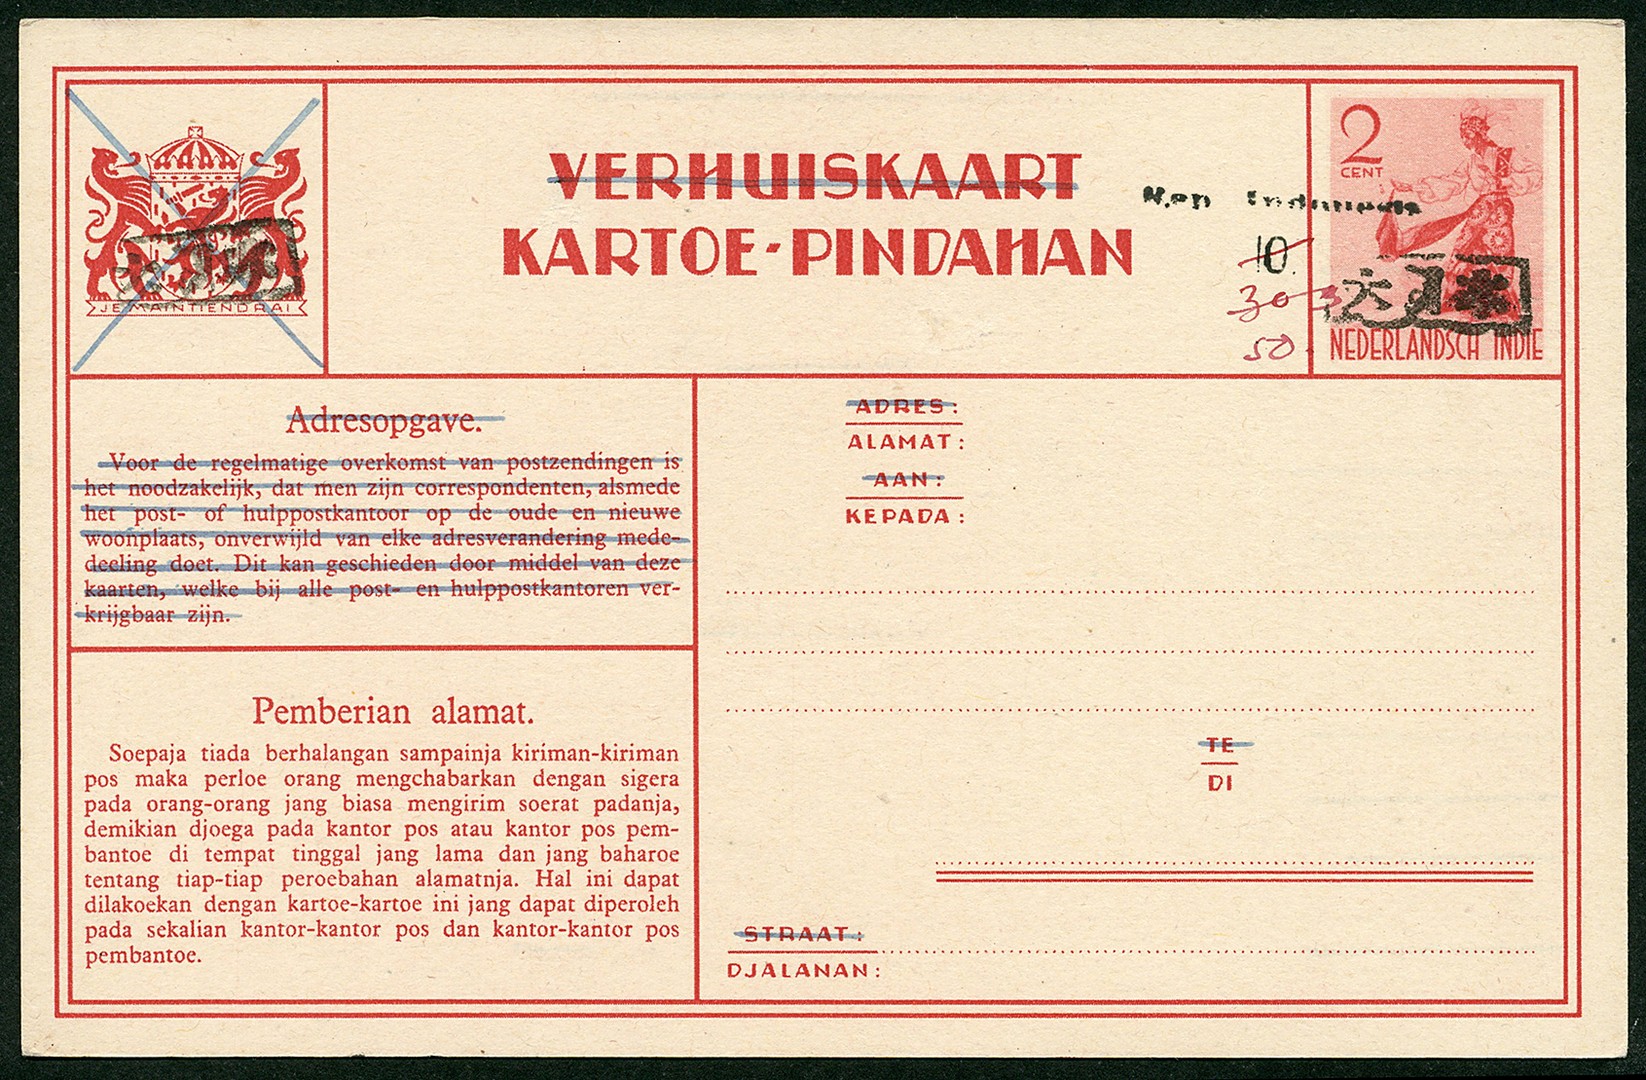 JE MAINTIENDRAI
VERHUISKAART
KARTOE-PINDAHAN
2
CENT
Rep Indonesia
10.
30
50.
NEDERLANDSCH INDIE
Adresopgave.
Voor de regelmatige overkomst van postzendingen is
het noodzakelijk, dat men zijn correspondenten, alsmede
het post- of hulppostkantoor op de oude en nieuwe
woonplaats, onverwijld van elke adresverandering mede-
deeling doet. Dit kan geschieden door middel van deze
kaarten, welke bij alle post- en hulppostkantoren ver-
krijgbaar zijn.
Pemberian alamat.
Soepaja tiada berhalangan sampainja kiriman-kiriman
pos maka perloe orang mengchabarkan dengan sigera
pada orang-orang jang biasa mengirim soerat padanja,
demikian djoega pada kantor pos atau kantor pos pem-
bantoe di tempat tinggal jang lama dan jang baharoe
tentang tiap-tiap peroebahan alamatnja. Hal ini dapat
dilakoekan dengan kartoe-kartoe ini jang dapat diperoleh
pada sekalian kantor-kantor pos dan kantor-kantor pos
pembantoe.
ADRES:
ALAMAT:
AAN:
KEPADA:
TE
DI
STRAAT:
DJALANAN: